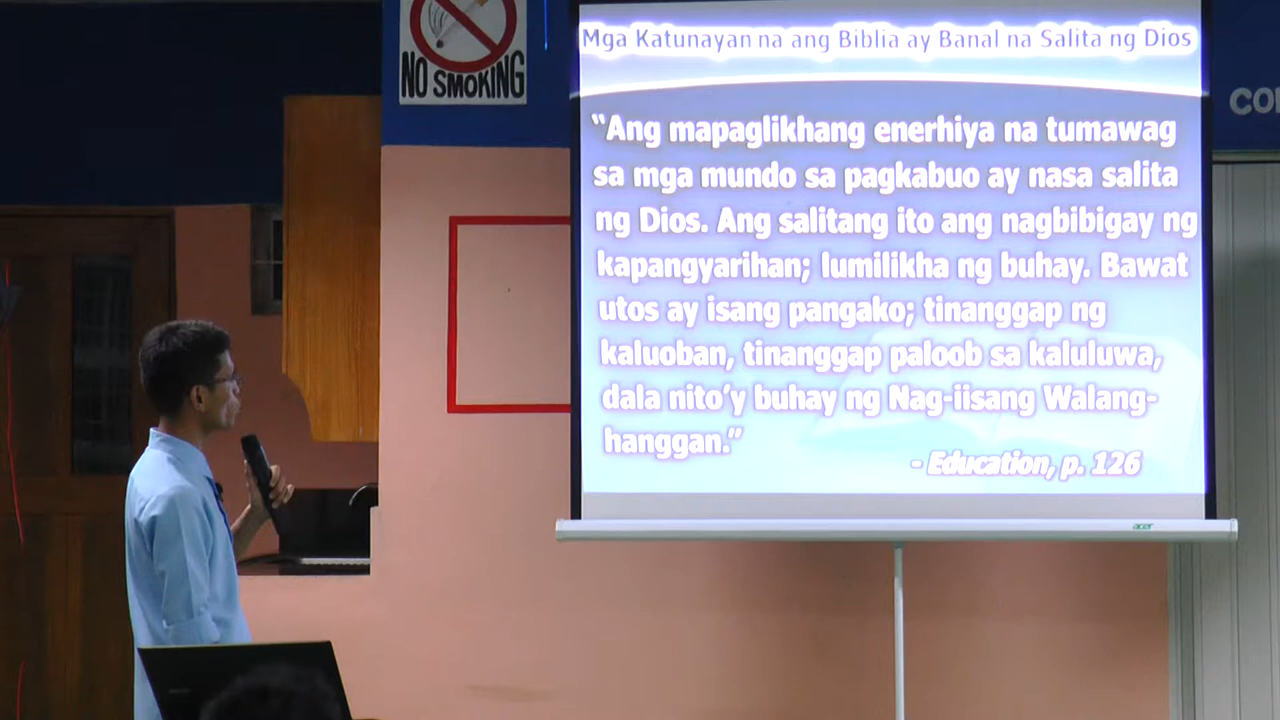 NO SMOKING
Mga Katunayan na ang Biblia ay Banal na Salita ng Dios
“Ang mapaglikhang enerhiya na tumawag
sa mga mundo sa pagkabuo ay nasa salita
ng Dios. Ang salitang ito ang nagbibigay ng
kapangyarihan; lumilikha ng buhay. Bawat
utos ay isang pangako; tinanggap ng
kaluoban, tinanggap paloob sa kaluluwa,
dala nito’y buhay ng Nag-iisang Walang-
hanggan.”
- Education, p. 126
acer